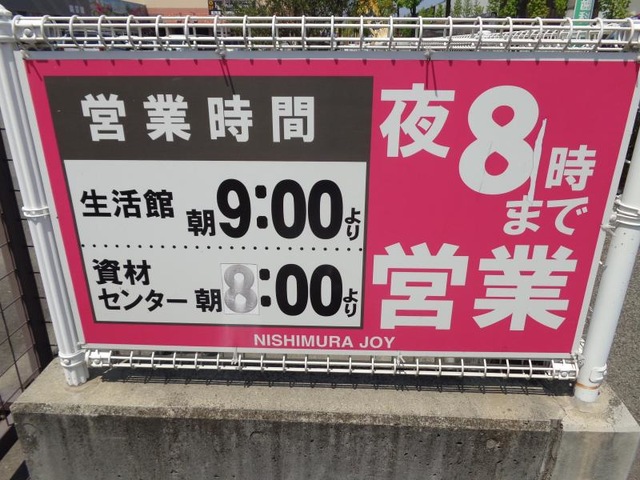 営業時間
生活館 朝9:00より
資材
センター 朝8:00より
夜8時
まで
営業
NISHIMURA JOY